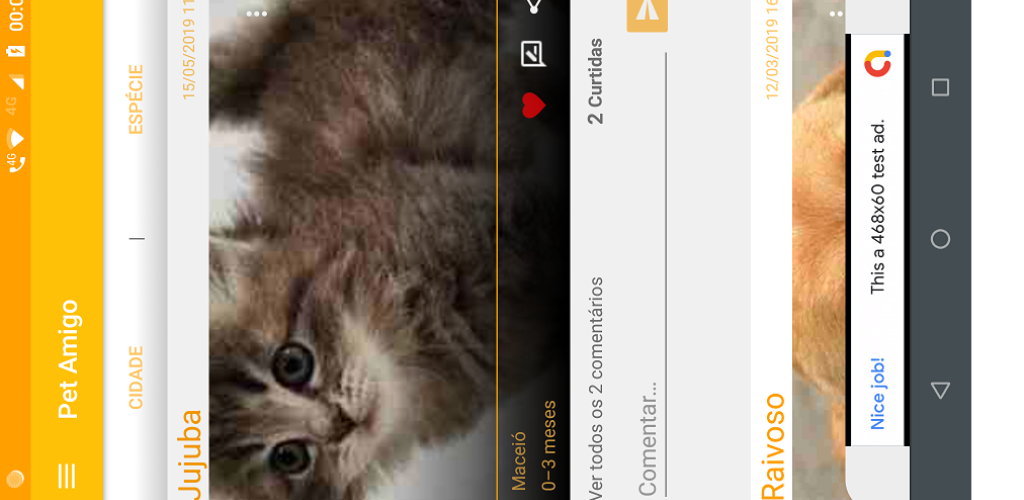 00:0
4G
4G
Pet Amigo
CIDADE
ESPÉCIE
Jujuba
15/05/2019 11
Maceió
0–3 meses
2 Curtidas
Ver todos os 2 comentários
Comentar...
Raivoso
12/03/2019 16
Nice job!
This a 468x60 test ad.